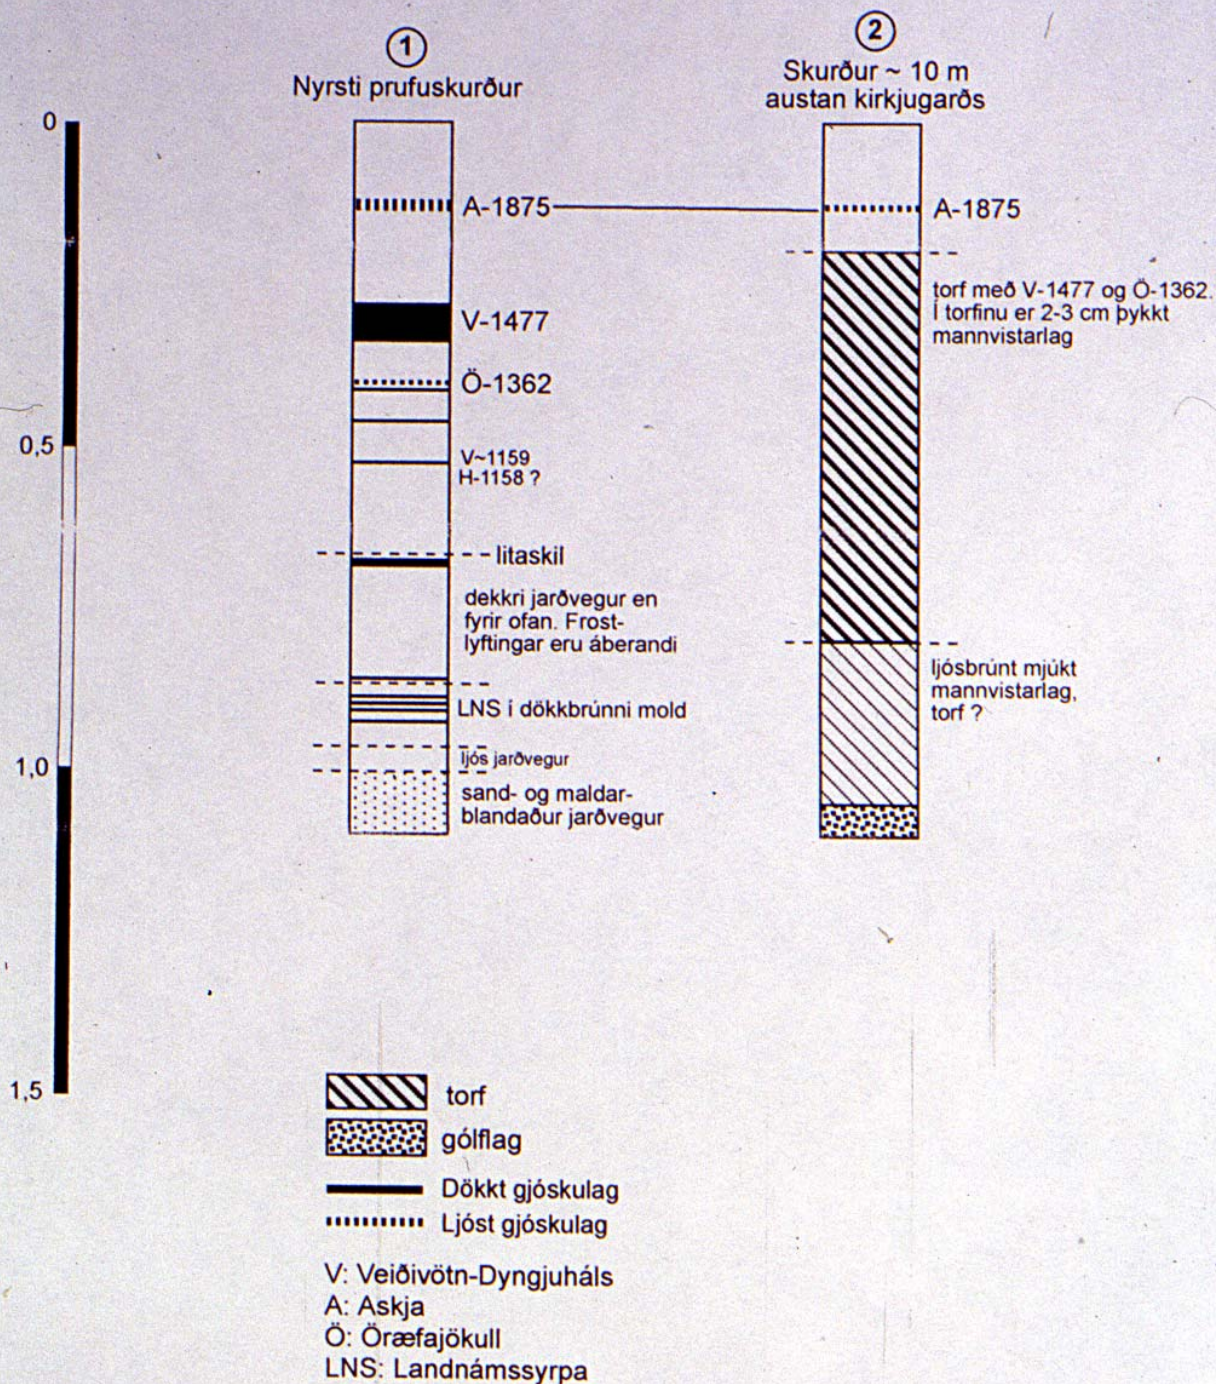 1
Nyrsti prufuskurður
2
Skurður ~ 10 m
austan kirkjugarðs
0
0,5
1,0
1,5
A-1875
V-1477
Ö-1362
V~1159
H-1158 ?
litaskil
dekkri jarðvegur en
fyrir ofan. Frost-
lyftingar eru áberandi
LNS í dökkbrúnni mold
ljós jarðvegur
sand- og maldar-
blandaður jarðvegur
A-1875
torf með V-1477 og Ö-1362.
Í torfinu er 2-3 cm þykkt
mannvistarlag
ljósbrúnt mjúkt
mannvistarlag,
torf ?
torf
gólflag
Dökkt gjóskulag
Ljóst gjóskulag
V: Veiðivötn-Dyngjuháls
A: Askja
Ö: Öræfajökull
LNS: Landnámssyrpa